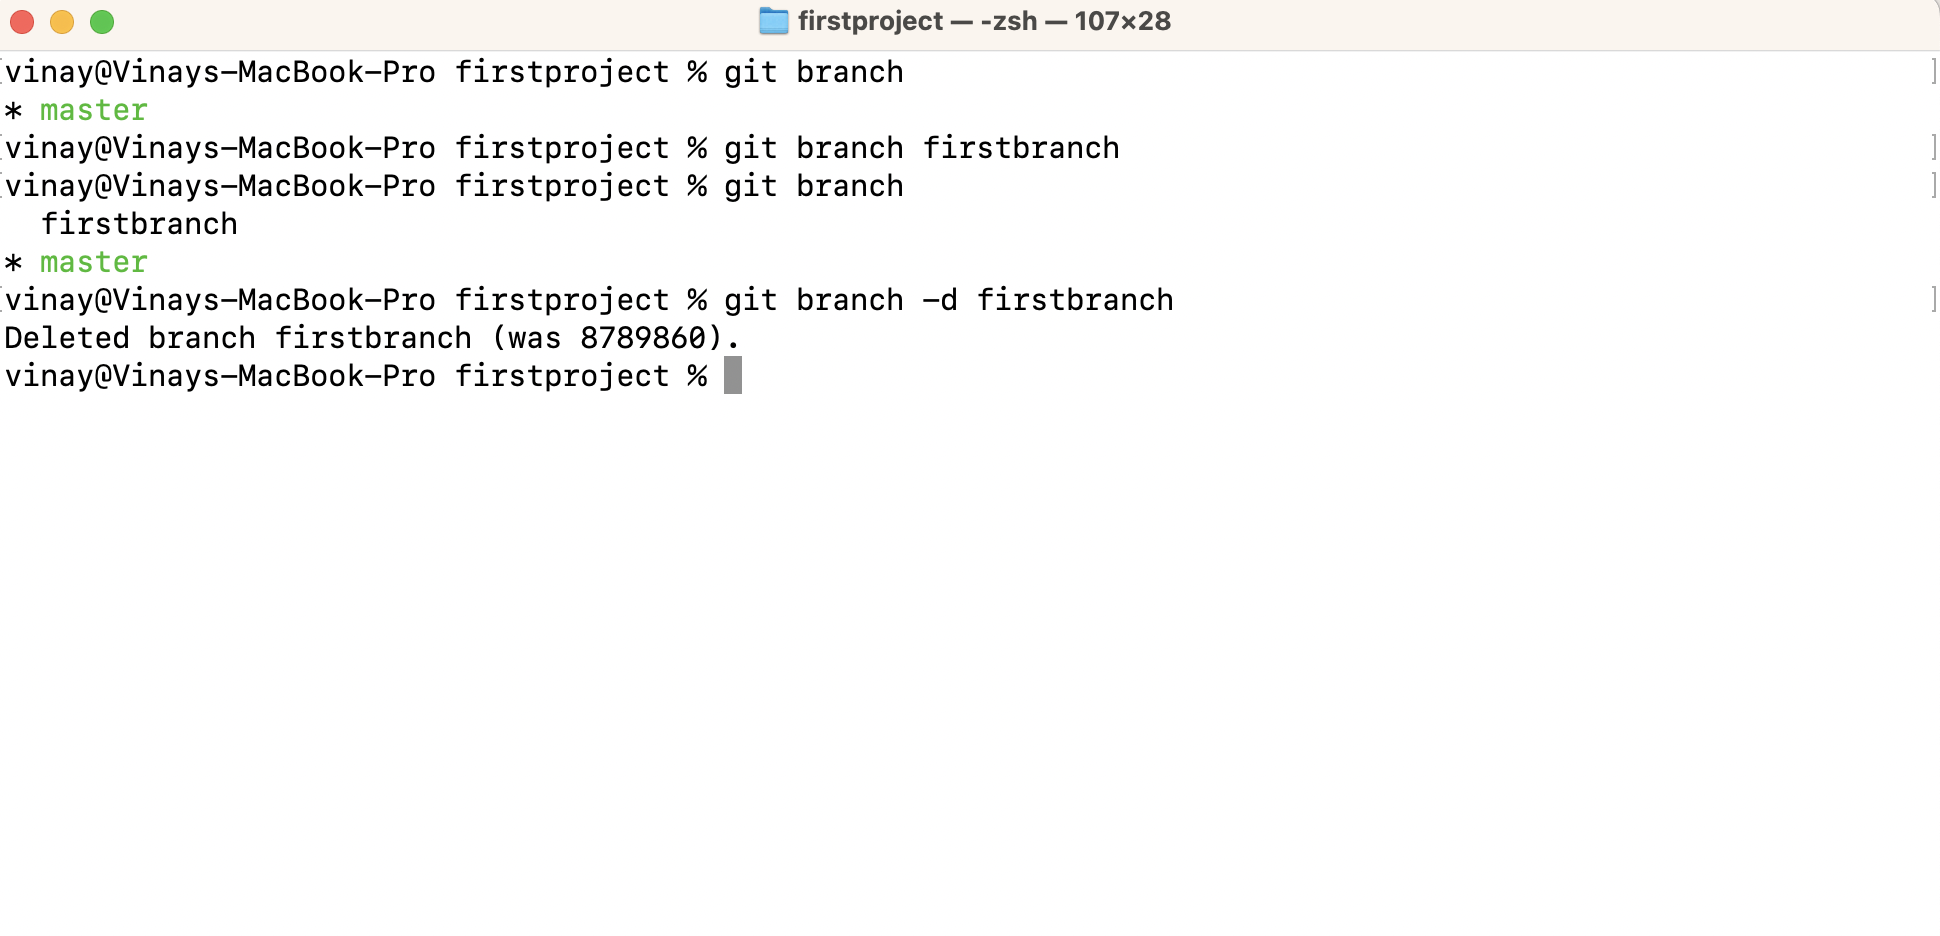 firstproject — -zsh — 107×28
vinay@Vinays-MacBook-Pro firstproject % git branch
* master
vinay@Vinays-MacBook-Pro firstproject % git branch firstbranch
vinay@Vinays-MacBook-Pro firstproject % git branch
  firstbranch
* master
vinay@Vinays-MacBook-Pro firstproject % git branch -d firstbranch
Deleted branch firstbranch (was 8789860).
vinay@Vinays-MacBook-Pro firstproject %